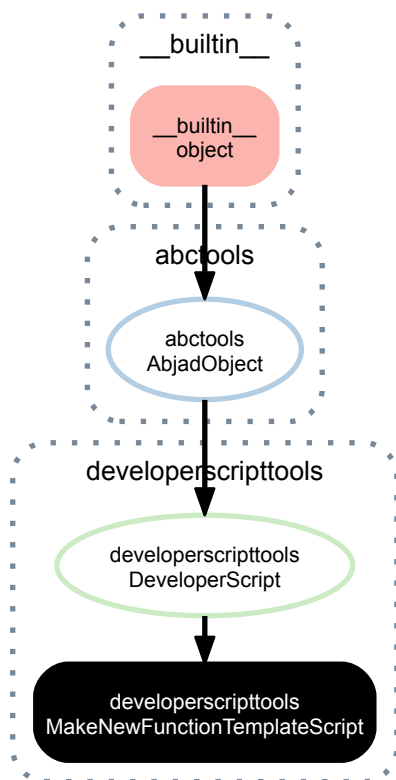 __builtin__
__builtin__
object
abctools
abctools
AbjadObject
developerscripttools
developerscripttools
DeveloperScript
developerscripttools
MakeNewFunctionTemplateScript